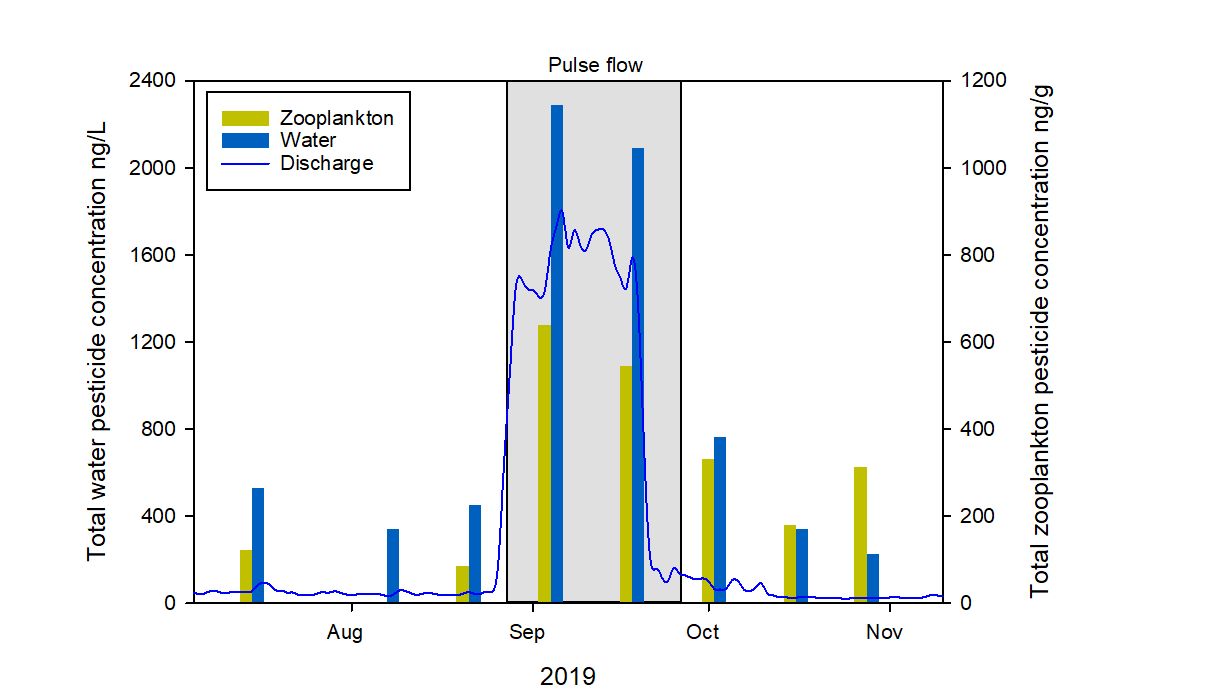 Pulse flow
2400
2000
1600
1200
800
400
0
1200
1000
800
600
400
200
0
Total water pesticide concentration ng/L
Total zooplankton pesticide concentration ng/g
Zooplankton
Water
Discharge
Aug
Sep
Oct
Nov
2019